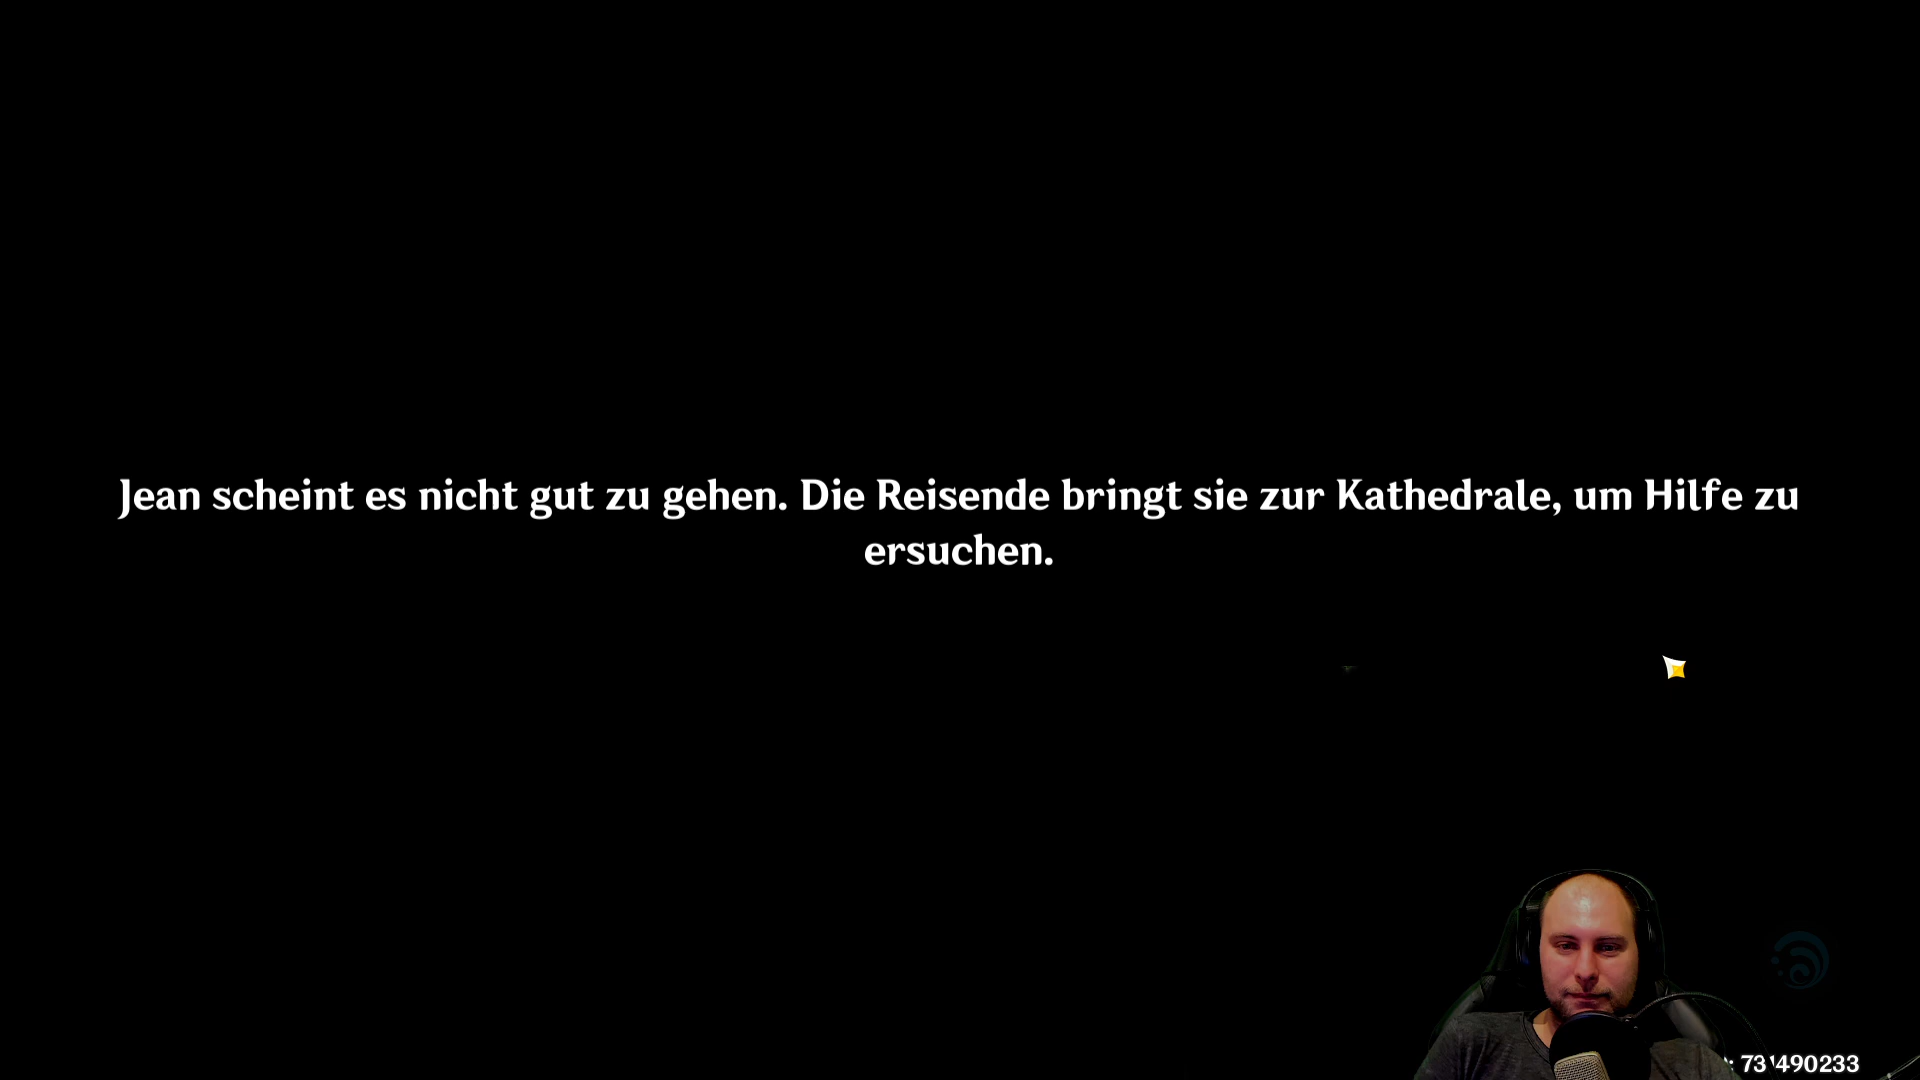 Jean scheint es nicht gut zu gehen. Die Reisende bringt sie zur Kathedrale, um Hilfe zu
ersuchen.